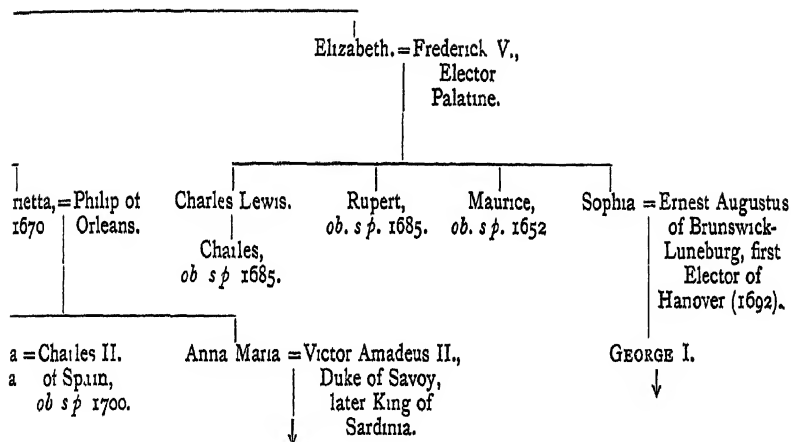 Elizabeth. = Frederick V.,
Elector
Palatine.
rietta, = Philip of
1670 Orleans.
Charles Lewis.
Charles,
ob s p 1685.
Rupert,
ob. s p. 1685.
Maurice,
ob. s p. 1652
Sophia = Ernest Augustus
of Brunswick-
Luneburg, first
Elector of
Hanover (1692).
a = Charles II.
a of Spain,
ob s p 1700.
Anna Maria = Victor Amadeus II.,
Duke of Savoy,
later King of
Sardinia.
GEORGE I.